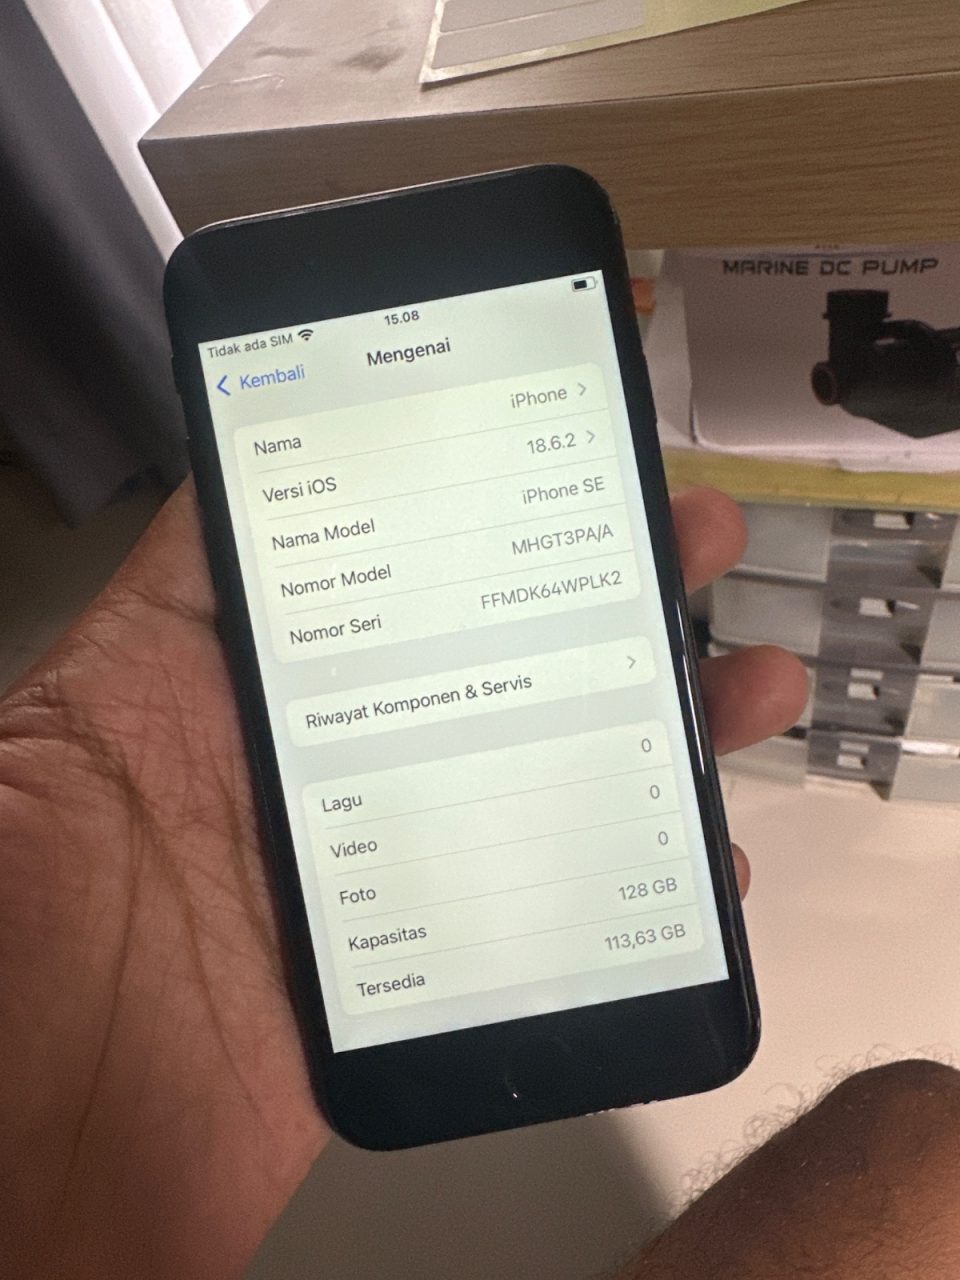 MARINE DC PUMP
Tidak ada SIM 15.08
Kembali Mengenai
Nama iPhone
Versi iOS 18.6.2
Nama Model iPhone SE
Nomor Model MHGT3PA/A
Nomor Seri FFMDK64WPLK2
Riwayat Komponen & Servis
Lagu 0
Video 0
Foto 0
Kapasitas 128 GB
Tersedia 113,63 GB